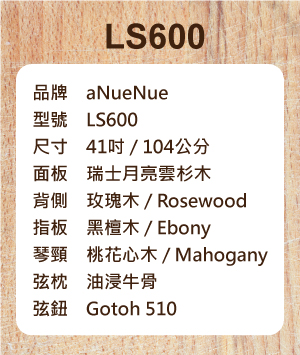 LS600
品牌 aNueNue
型號 LS600
尺寸 41吋 / 104公分
面板 瑞士月亮雲杉木
背側 玫瑰木 / Rosewood
指板 黑檀木 / Ebony
琴頸 桃花心木 / Mahogany
弦枕 油浸牛骨
弦鈕 Gotoh 510